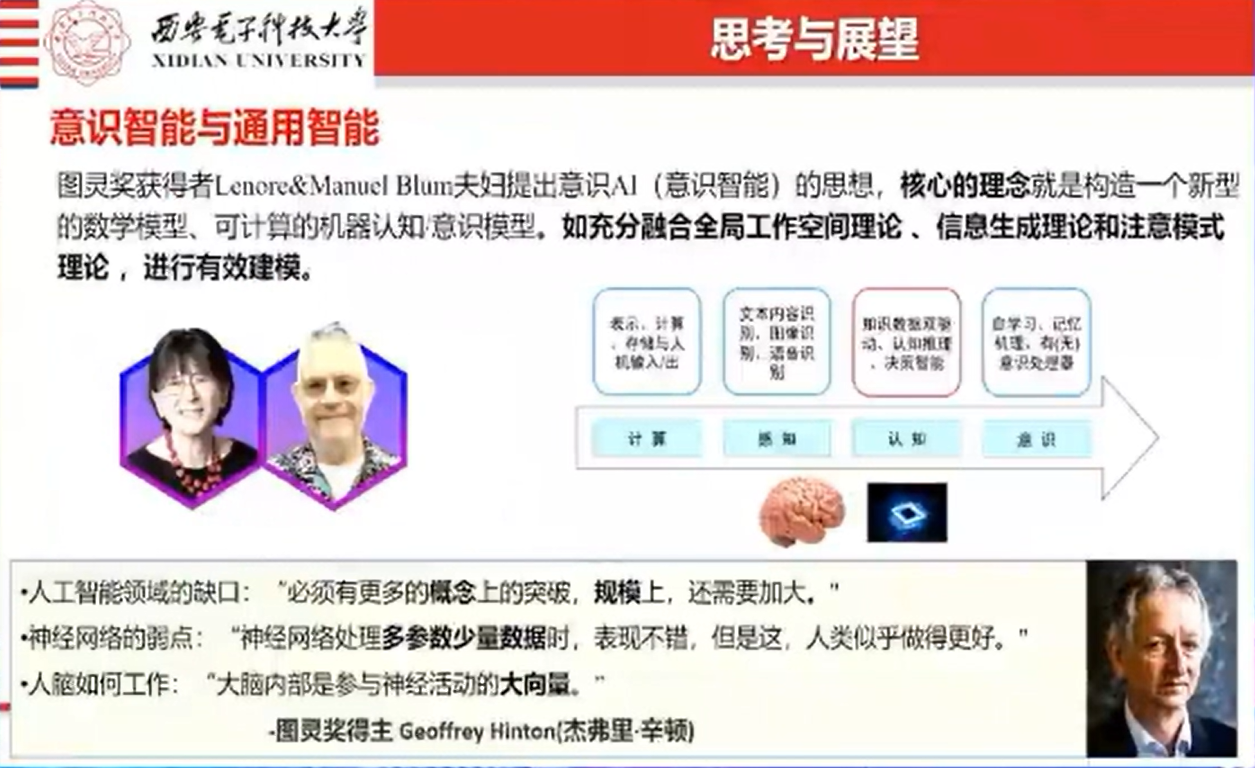 西安电子科技大学
XIDIAN UNIVERSITY
思考与展望
意识智能与通用智能
图灵奖获得者Lenore&Manuel Blum夫妇提出意识AI（意识智能）的思想，核心的理念就是构造一个新型
的数学模型、可计算的机器认知/意识模型。如充分融合全局工作空间理论 、信息生成理论和注意模式
理论 ，进行有效建模。
表示、计算
、存储与人
机输入/出
文本内容识
别、图像识
别、语音识
别
知识数据双驱
动、认知推理
、决策智能
自学习、记忆
机理、有(无)
意识处理器
计 算
感 知
认 知
意 识
•人工智能领域的缺口：“必须有更多的概念上的突破，规模上，还需要加大。”
•神经网络的弱点：“神经网络处理多参数少量数据时，表现不错，但是这，人类似乎做得更好。”
•人脑如何工作：“大脑内部是参与神经活动的大向量。”
-图灵奖得主 Geoffrey Hinton(杰弗里·辛顿)